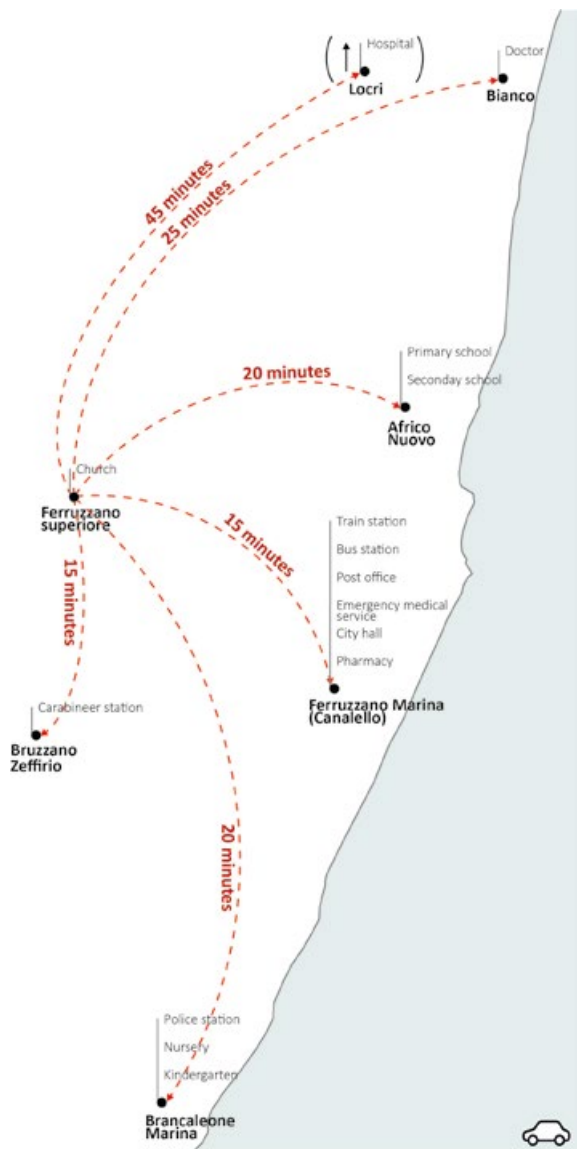 Hospital
Locri
Doctor
Bianco
45 minutes
25 minutes
Primary school
Seconday school
20 minutes
Africo
Nuovo
Church
Ferruzzano
superiore
15 minutes
15 minutes
Train station
Bus station
Post office
Emergency medical
service
City hall
Pharmacy
Ferruzzano Marina
(Canalello)
Carabineer station
Bruzzano
Zeffirio
20 minutes
Police station
Nursery
Kindergarten
Brancaleone
Marina